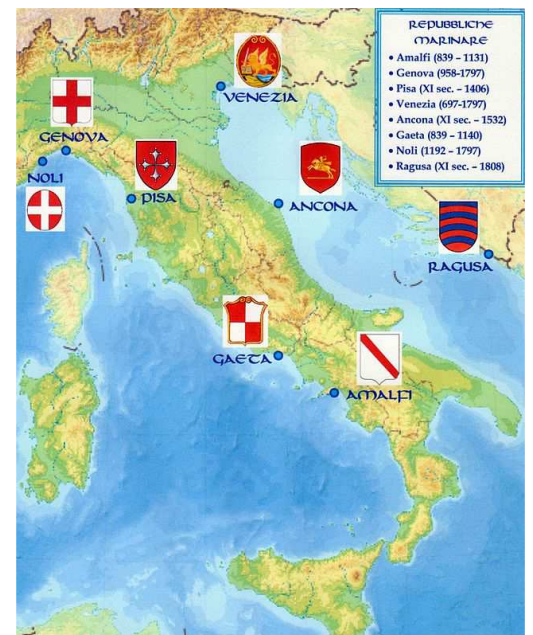 REPUBBLICHE
MARINARE
• Amalfi (839 – 1131)
• Genova (958-1797)
• Pisa (XI sec. – 1406)
• Venezia (697-1797)
• Ancona (XI sec. – 1532)
• Gaeta (839 – 1140)
• Noli (1192 – 1797)
• Ragusa (XI sec. – 1808)
VENEZIA
GENOVA
NOLI
PISA
ANCONA
RAGUSA
GAETA
AMALFI